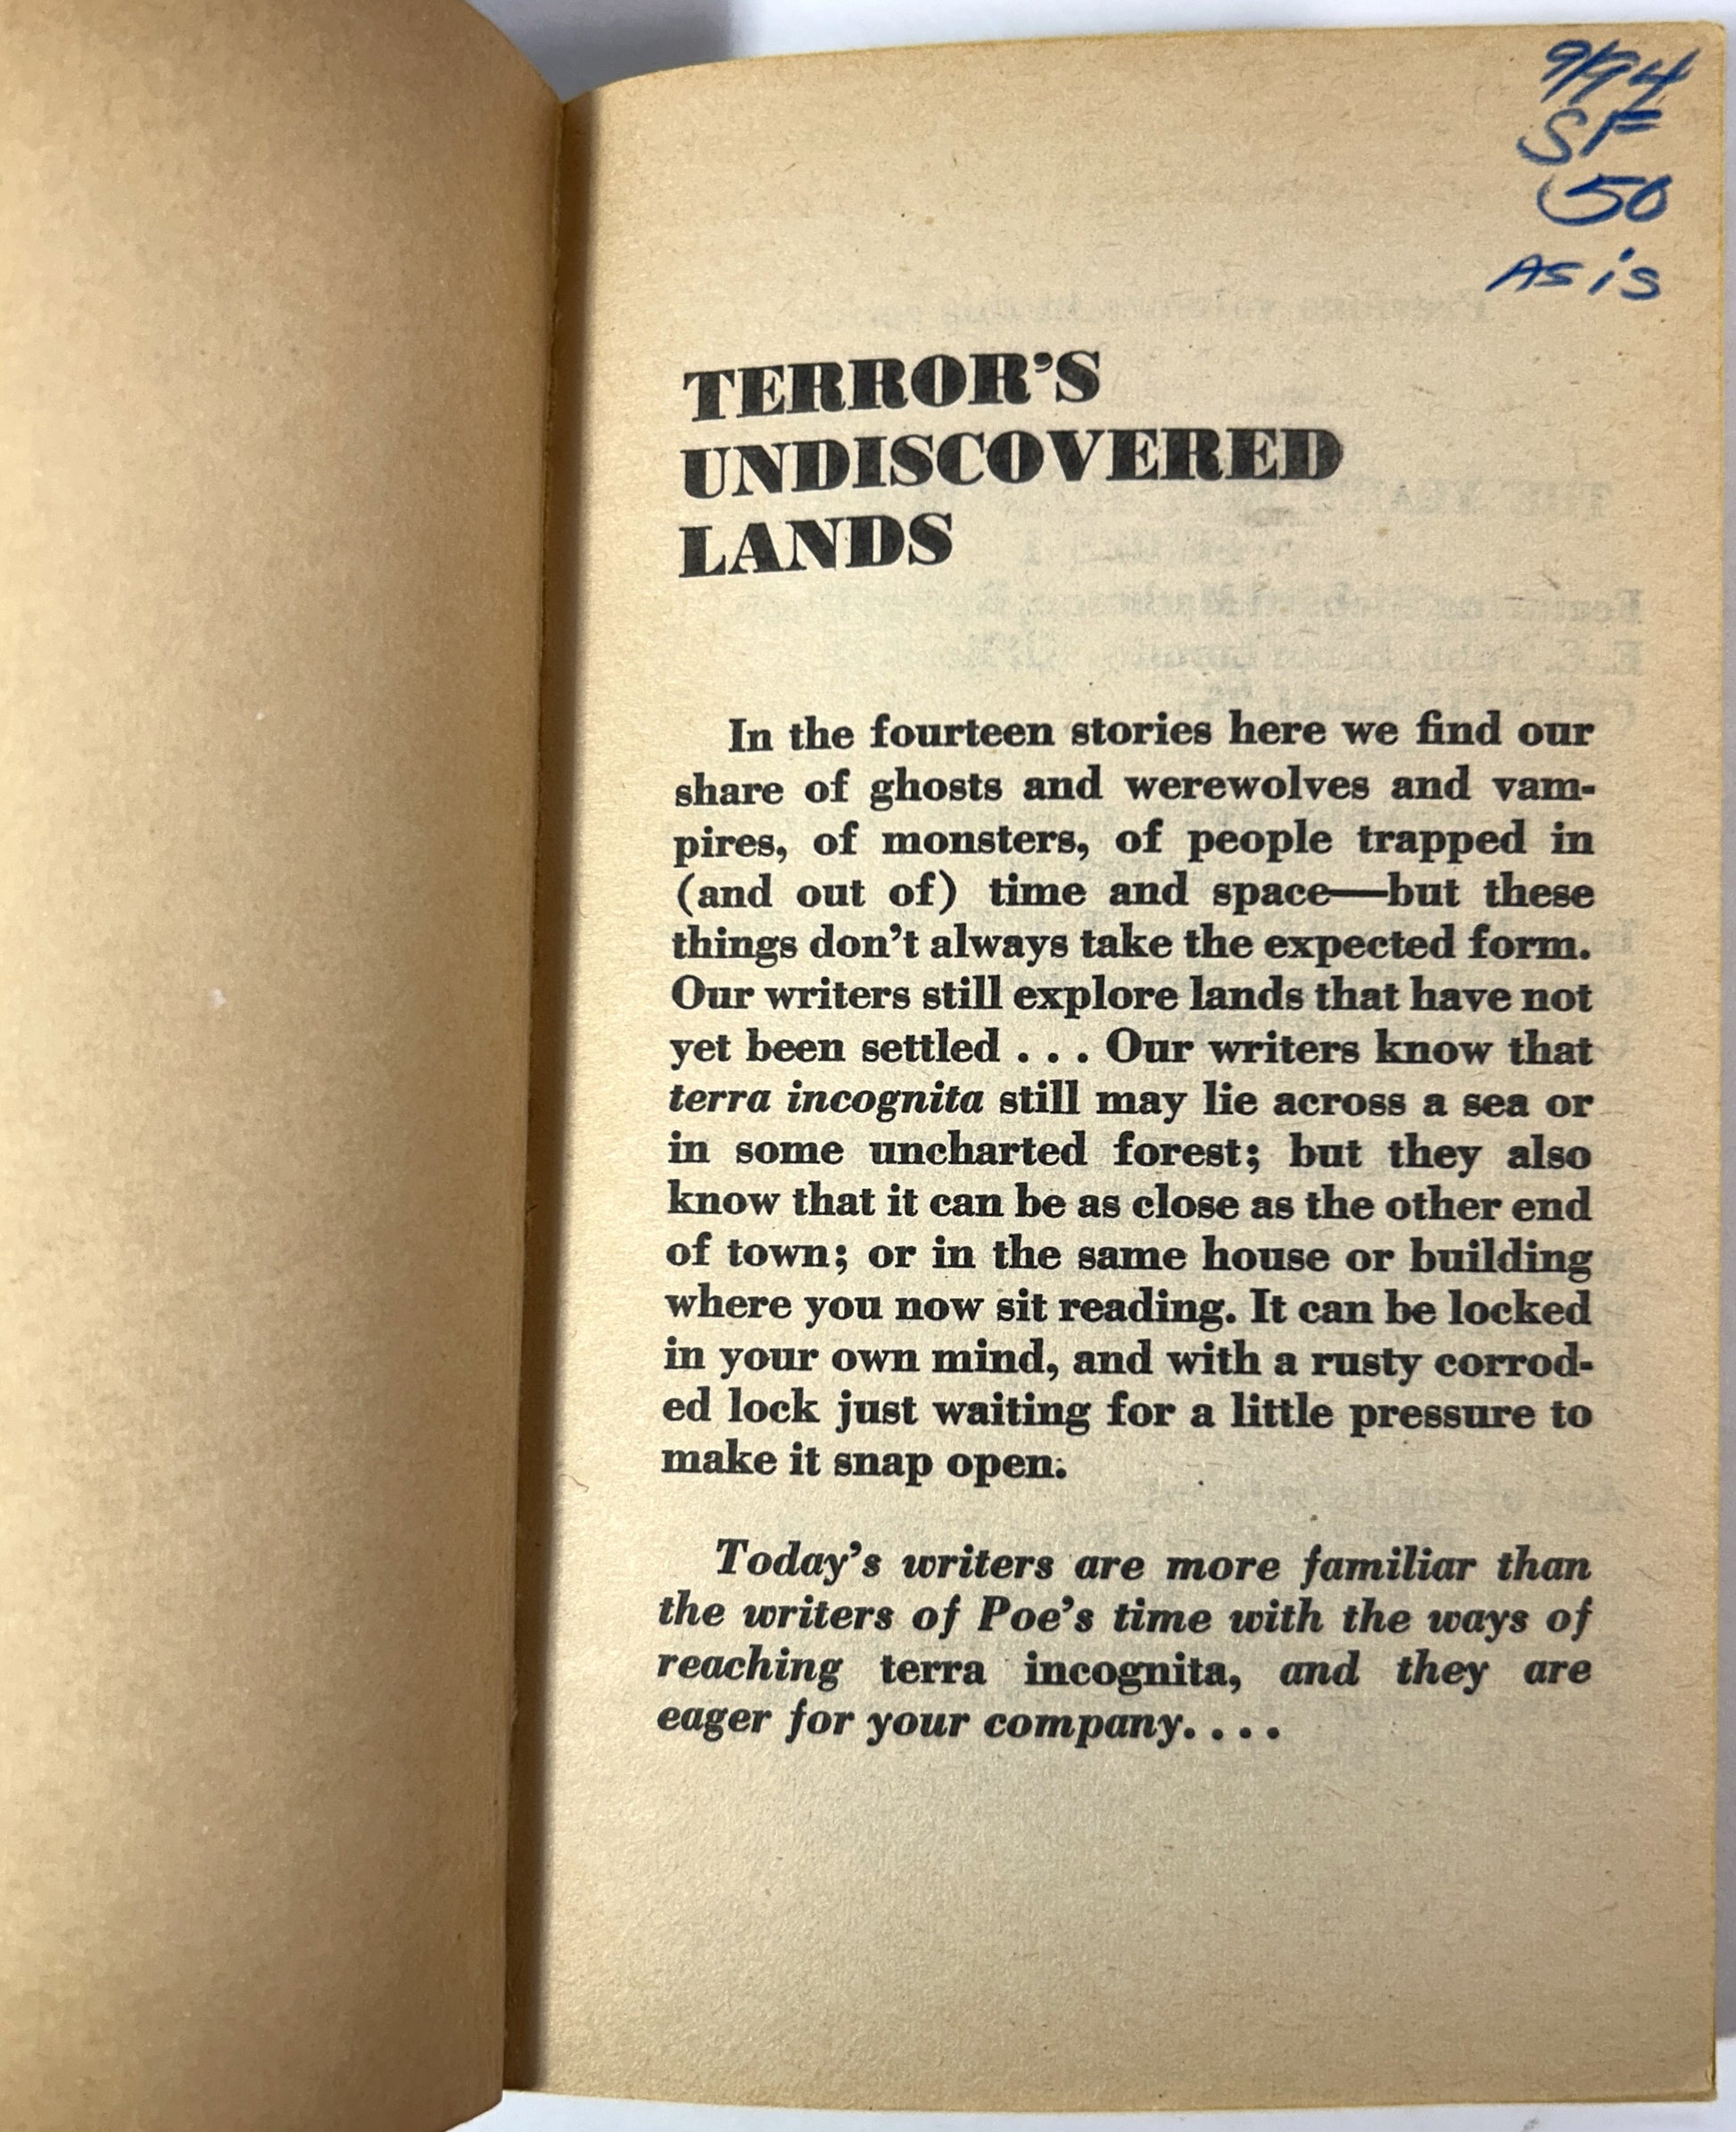 9/94
SF
50
As is
TERROR'S
UNDISCOVERED
LANDS
In the fourteen stories here we find our
share of ghosts and werewolves and vam-
pires, of monsters, of people trapped in
(and out of) time and space—but these
things don't always take the expected form.
Our writers still explore lands that have not
yet been settled . . . Our writers know that
terra incognita still may lie across a sea or
in some uncharted forest; but they also
know that it can be as close as the other end
of town; or in the same house or building
where you now sit reading. It can be locked
in your own mind, and with a rusty corrod-
ed lock just waiting for a little pressure to
make it snap open.
Today's writers are more familiar than
the writers of Poe's time with the ways of
reaching terra incognita, and they are
eager for your company. . . .